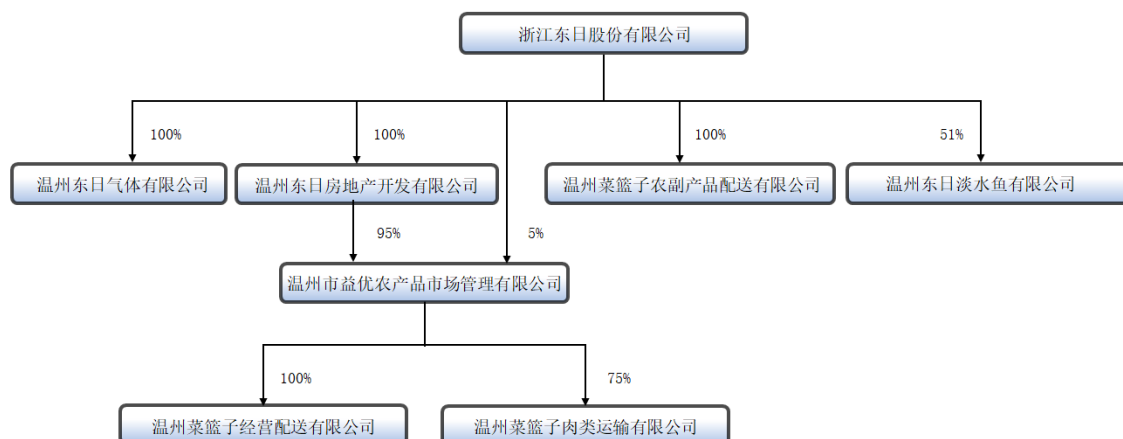 浙江东日股份有限公司
100%
100%
100%
51%
温州东日气体有限公司
温州东日房地产开发有限公司
温州菜篮子农副产品配送有限公司
温州东日淡水鱼有限公司
95%
5%
温州市益优农产品市场管理有限公司
100%
75%
温州菜篮子经营配送有限公司
温州菜篮子肉类运输有限公司